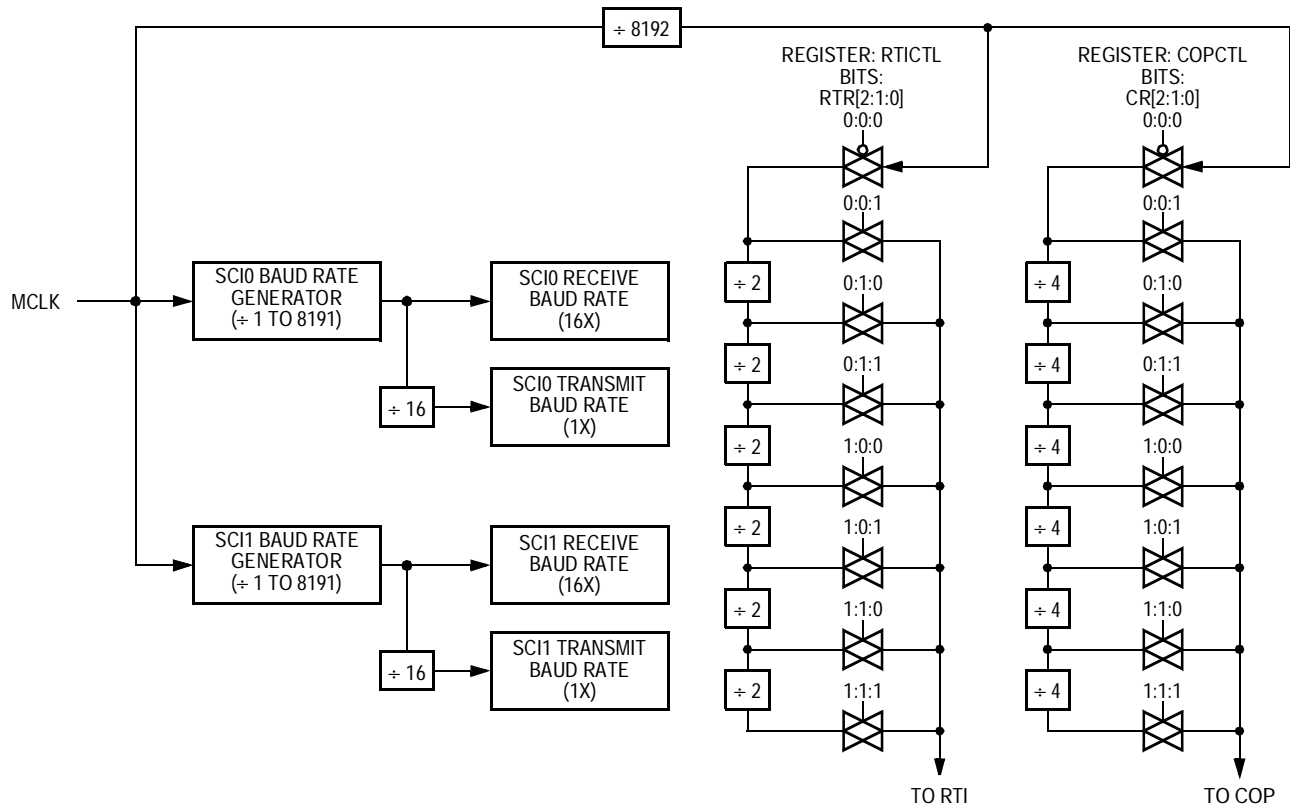 ÷ 8192
REGISTER: RTICTL
BITS:
RTR[2:1:0]
0:0:0
REGISTER: COPCTL
BITS:
CR[2:1:0]
0:0:0
MCLK
SCI0 BAUD RATE
GENERATOR
(÷ 1 TO 8191)
SCI0 RECEIVE
BAUD RATE
(16X)
÷ 16
SCI0 TRANSMIT
BAUD RATE
(1X)
SCI1 BAUD RATE
GENERATOR
(÷ 1 TO 8191)
SCI1 RECEIVE
BAUD RATE
(16X)
÷ 16
SCI1 TRANSMIT
BAUD RATE
(1X)
0:0:1
÷ 2
0:1:0
÷ 2
0:1:1
÷ 2
1:0:0
÷ 2
1:0:1
÷ 2
1:1:0
÷ 2
1:1:1
TO RTI
0:0:1
÷ 4
0:1:0
÷ 4
0:1:1
÷ 4
1:0:0
÷ 4
1:0:1
÷ 4
1:1:0
÷ 4
1:1:1
TO COP